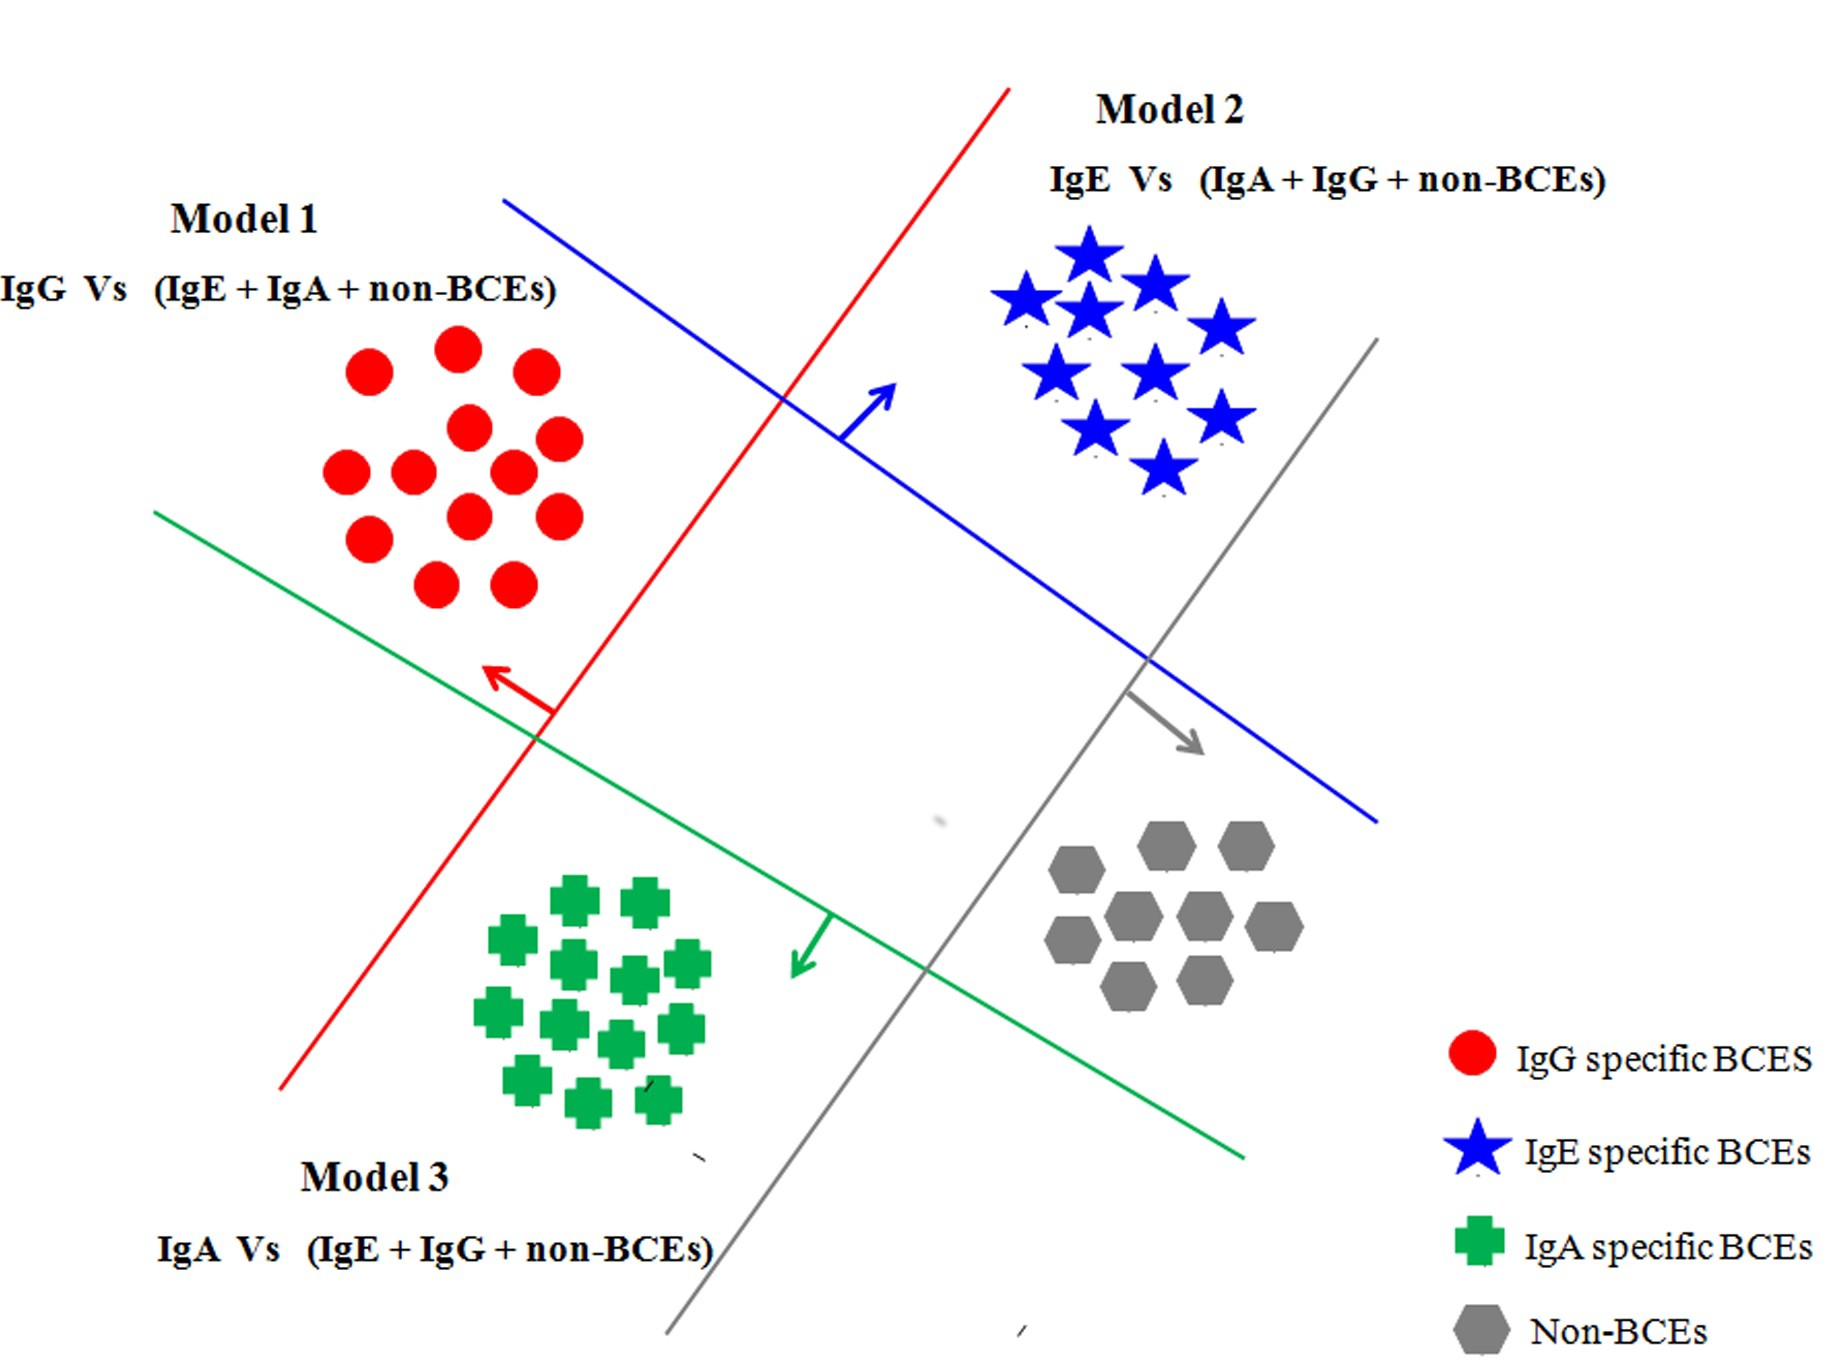 Model 2
IgE Vs (IgA + IgG + non-BCEs)
Model 1
IgG Vs (IgE + IgA + non-BCEs)
Model 3
IgA Vs (IgE + IgG + non-BCEs)
IgG specific BCES
IgE specific BCEs
IgA specific BCEs
Non-BCEs